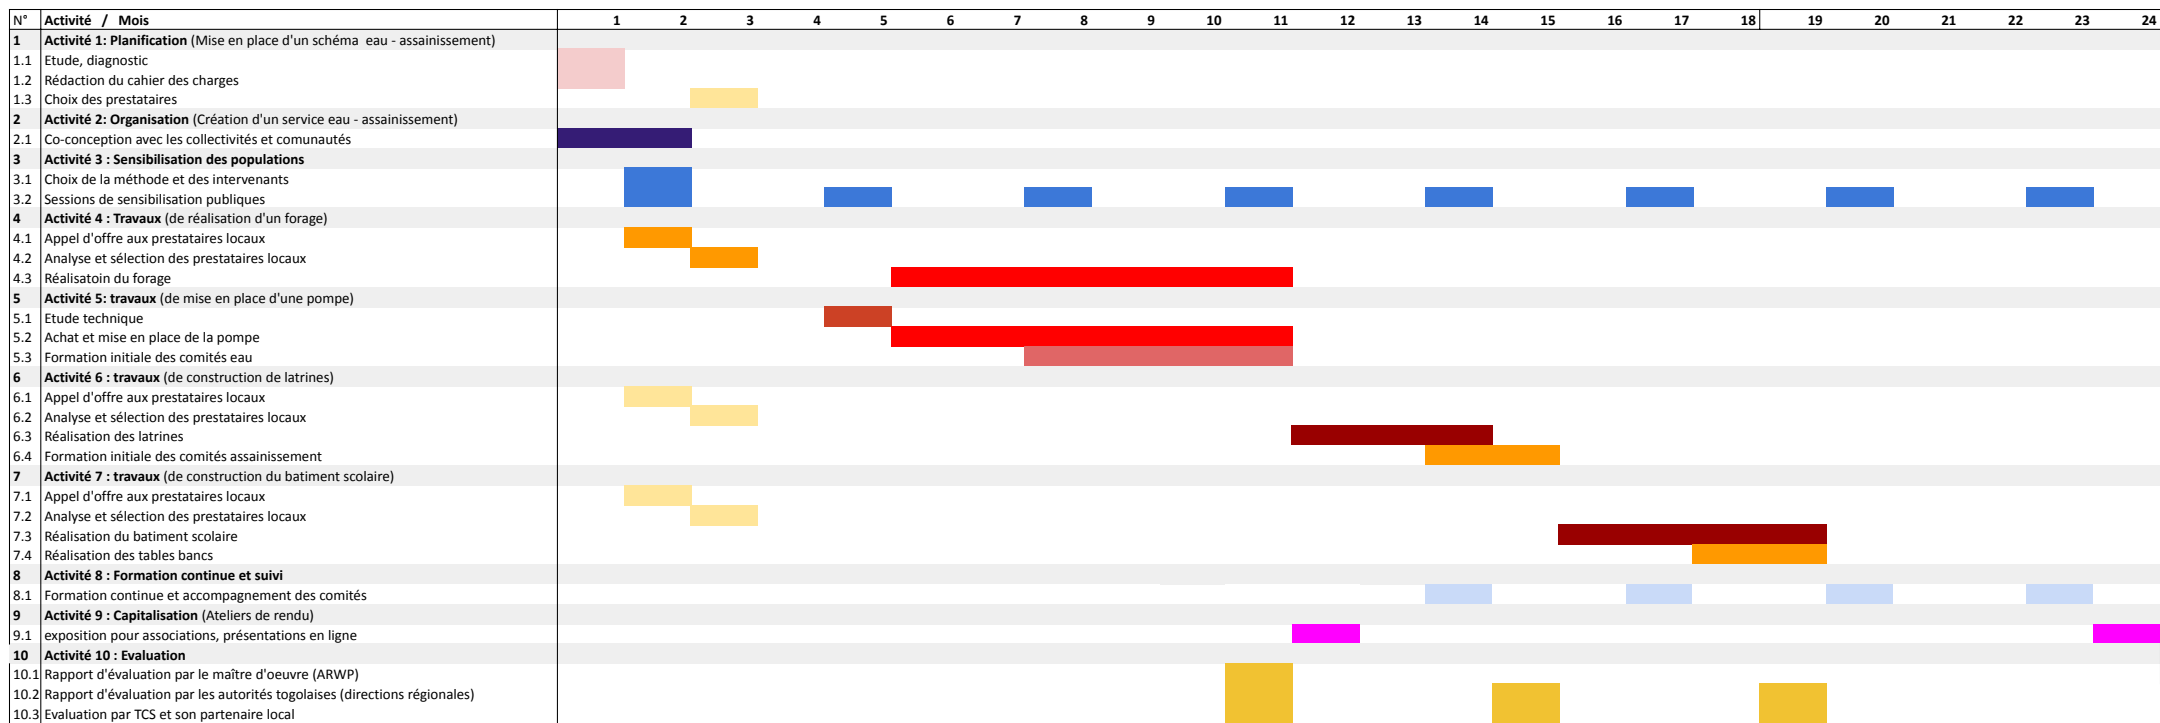 N° Activité / Mois 1 2 3 4 5 6 7 8 9 10 11 12 13 14 15 16 17 18 19 20 21 22 23 24
1 Activité 1: Planification (Mise en place d'un schéma eau - assainissement)
1.1 Etude, diagnostic
1.2 Rédaction du cahier des charges
1.3 Choix des prestataires
2 Activité 2: Organisation (Création d'un service eau - assainissement)
2.1 Co-conception avec les collectivités et comunautés
3 Activité 3 : Sensibilisation des populations
3.1 Choix de la méthode et des intervenants
3.2 Sessions de sensibilisation publiques
4 Activité 4 : Travaux (de réalisation d'un forage)
4.1 Appel d'offre aux prestataires locaux
4.2 Analyse et sélection des prestataires locaux
4.3 Réalisatoin du forage
5 Activité 5: travaux (de mise en place d'une pompe)
5.1 Etude technique
5.2 Achat et mise en place de la pompe
5.3 Formation initiale des comités eau
6 Activité 6 : travaux (de construction de latrines)
6.1 Appel d'offre aux prestataires locaux
6.2 Analyse et sélection des prestataires locaux
6.3 Réalisation des latrines
6.4 Formation initiale des comités assainissement
7 Activité 7 : travaux (de construction du batiment scolaire)
7.1 Appel d'offre aux prestataires locaux
7.2 Analyse et sélection des prestataires locaux
7.3 Réalisation du batiment scolaire
7.4 Réalisation des tables bancs
8 Activité 8 : Formation continue et suivi
8.1 Formation continue et accompagnement des comités
9 Activité 9 : Capitalisation (Ateliers de rendu)
9.1 exposition pour associations, présentations en ligne
10 Activité 10 : Evaluation
10.1 Rapport d'évaluation par le maître d'oeuvre (ARWP)
10.2 Rapport d'évaluation par les autorités togolaises (directions régionales)
10.3 Evaluation par TCS et son partenaire local